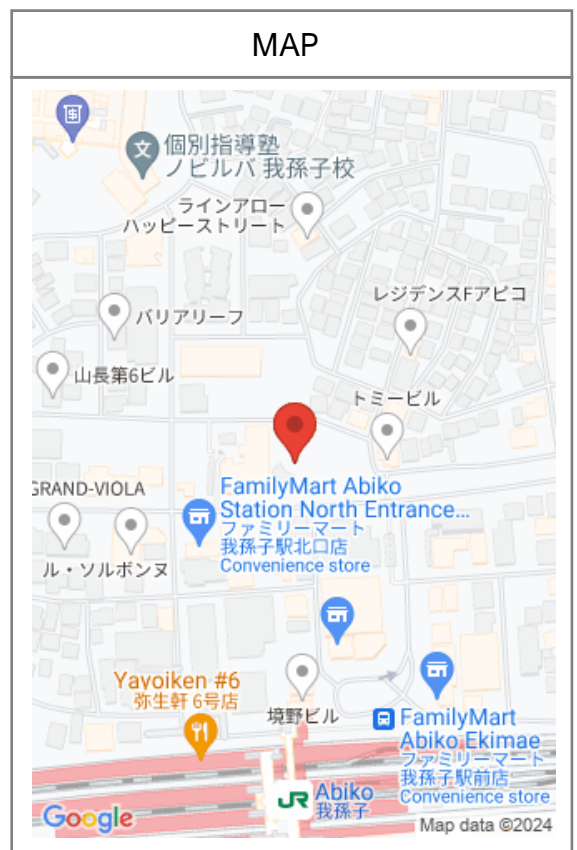 MAP
個別指導塾
ノビルバ 我孫子校
ラインアロー
ハッピーストリート
レジデンスFアピコ
バリアリーフ
山長第6ビル
トミービル
FamilyMart Abiko
Station North Entrance...
ファミリーマート
我孫子駅北口店
Convenience store
GRAND-VIOLA
ル・ソルボンヌ
Yayoiken #6
弥生軒 6号店
境野ビル
FamilyMart
Abiko Ekimae
ファミリーマート
我孫子駅前店
Convenience store
JR
Abiko
我孫子
Google
Map data ©2024